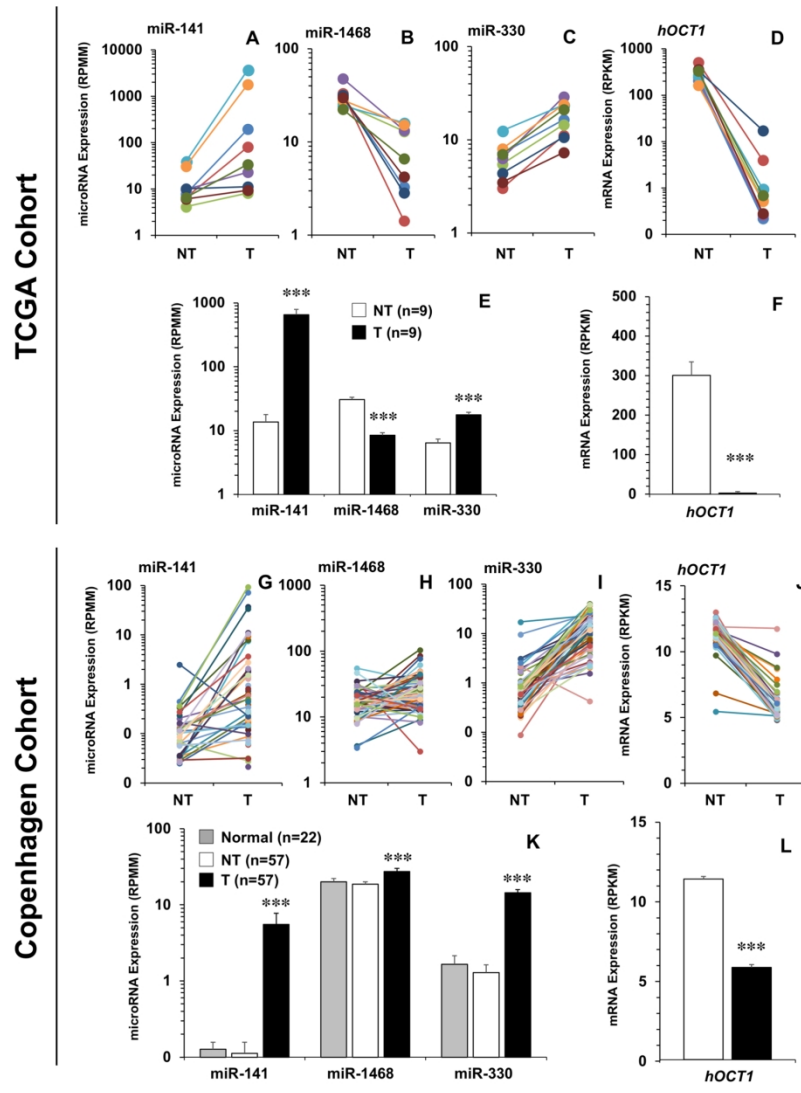 TCGA Cohort
miR-141
A
miR-1468
B
miR-330
C
hOCT1
D
microRNA Expression (RPMM)
10000
1000
100
10
1
100
10
1
100
10
1
mRNA Expression (RPKM)
1000
100
10
1
0
NT
T
NT
T
NT
T
NT
T
microRNA Expression (RPMM)
1000
100
10
1
***
***
***
NT (n=9)
T (n=9)
E
miR-141
miR-1468
miR-330
mRNA Expression (RPKM)
500
400
300
200
100
0
F
***
hOCT1
Copenhagen Cohort
miR-141
G
miR-1468
H
miR-330
I
hOCT1
J
microRNA Expression (RPMM)
100
10
1
0
0
1000
100
10
1
100
10
1
0
0
mRNA Expression (RPKM)
15
10
5
0
NT
T
NT
T
NT
T
NT
T
microRNA Expression (RPMM)
100
10
1
0
Normal (n=22)
NT (n=57)
T (n=57)
***
***
***
K
miR-141
miR-1468
miR-330
mRNA Expression (RPKM)
15
10
5
0
L
***
hOCT1